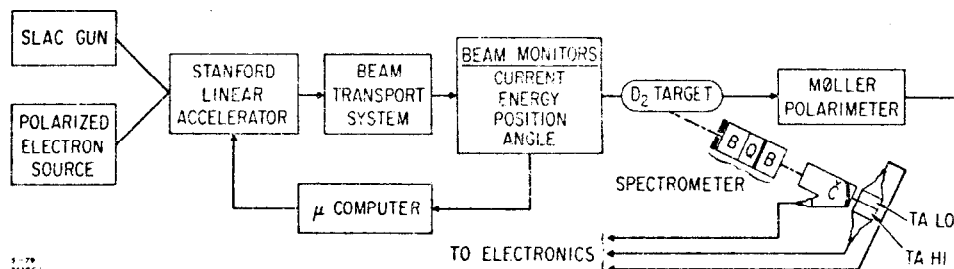 SLAC GUN
POLARIZED
ELECTRON
SOURCE
STANFORD
LINEAR
ACCELERATOR
BEAM
TRANSPORT
SYSTEM
BEAM MONITORS
CURRENT
ENERGY
POSITION
ANGLE
D₂ TARGET
MØLLER
POLARIMETER
μ COMPUTER
B Q B
SPECTROMETER
Č
TA LO
TA HI
TO ELECTRONICS